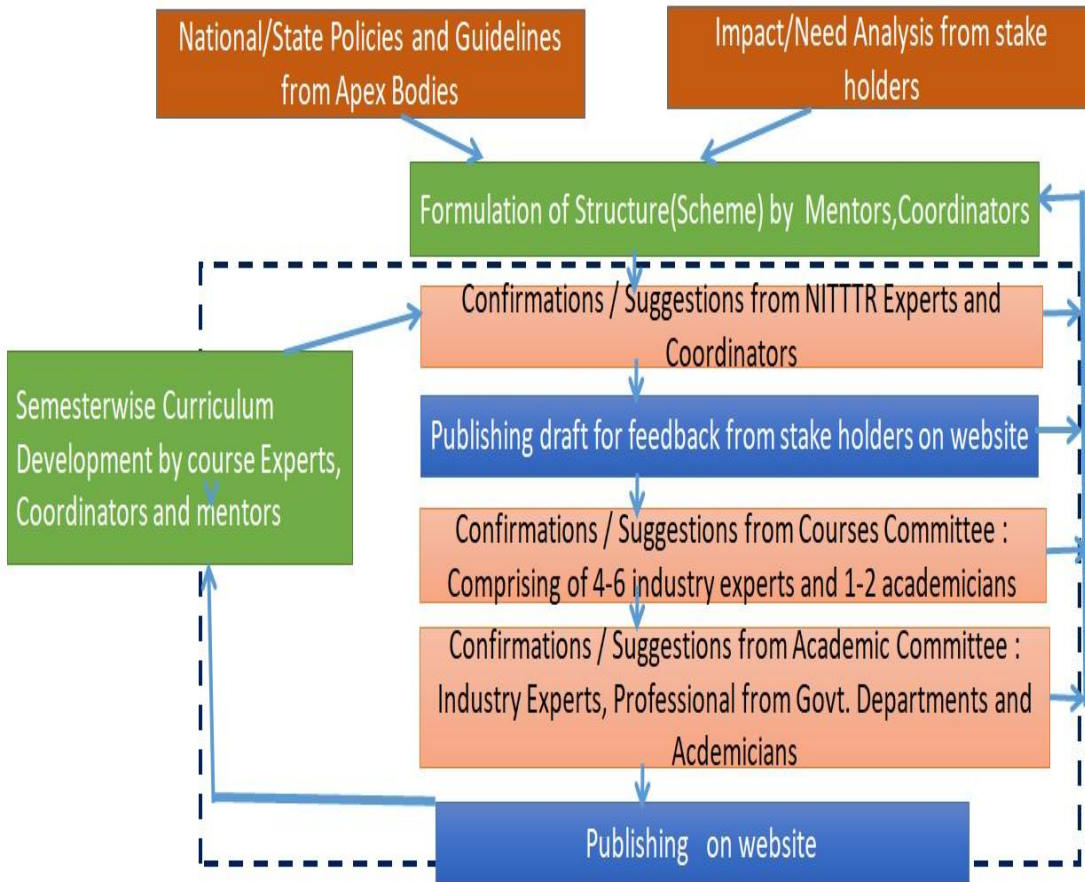 National/State Policies and Guidelines
from Apex Bodies
Impact/Need Analysis from stake
holders
Formulation of Structure(Scheme) by Mentors,Coordinators
Confirmations / Suggestions from NITTTR Experts and
Coordinators
Semesterwise Curriculum
Development by course Experts,
Coordinators and mentors
Publishing draft for feedback from stake holders on website
Confirmations / Suggestions from Courses Committee :
Comprising of 4-6 industry experts and 1-2 academicians
Confirmations / Suggestions from Academic Committee :
Industry Experts, Professional from Govt. Departments and
Acdemicians
Publishing on website